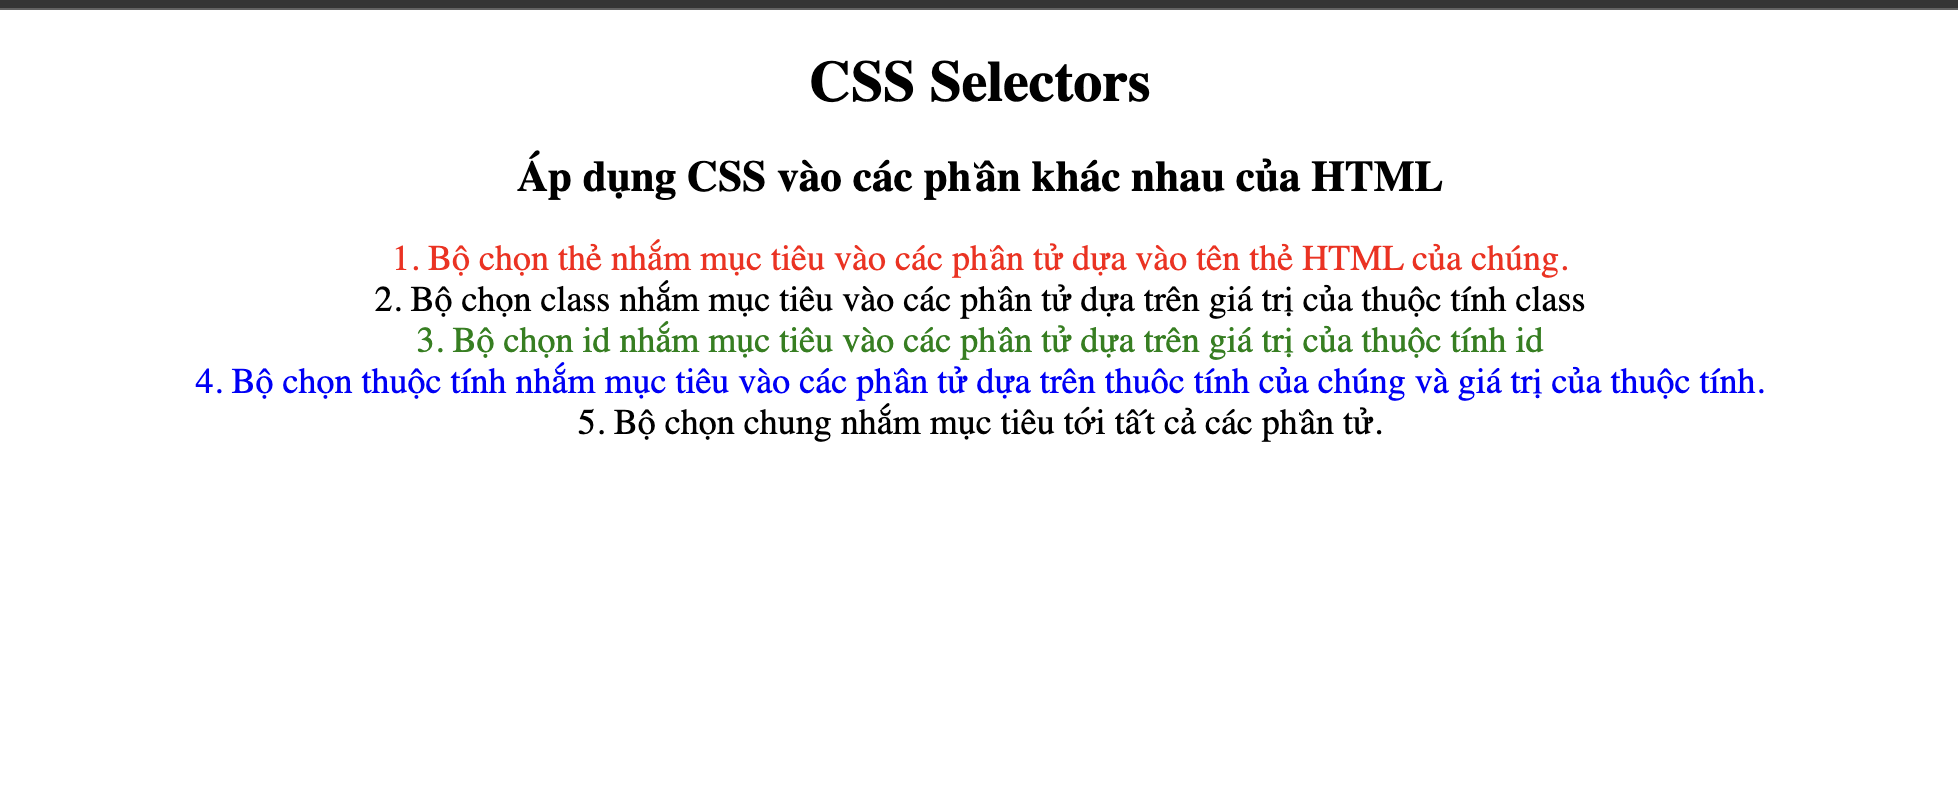 CSS Selectors
Áp dụng CSS vào các phần khác nhau của HTML
1. Bộ chọn thẻ nhắm mục tiêu vào các phần tử dựa vào tên thẻ HTML của chúng.
2. Bộ chọn class nhắm mục tiêu vào các phần tử dựa trên giá trị của thuộc tính class
3. Bộ chọn id nhắm mục tiêu vào các phần tử dựa trên giá trị của thuộc tính id
4. Bộ chọn thuộc tính nhắm mục tiêu vào các phần tử dựa trên thuôc tính của chúng và giá trị của thuộc tính.
5. Bộ chọn chung nhắm mục tiêu tới tất cả các phần tử.